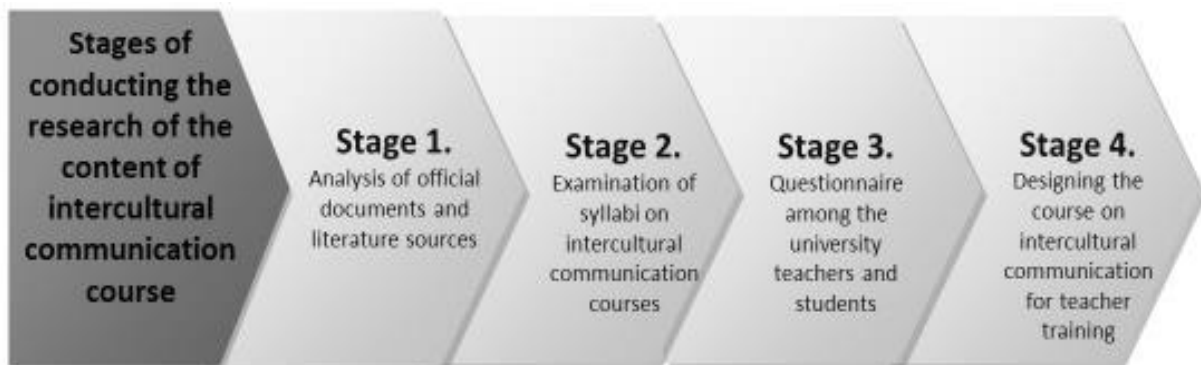 Stages of
conducting the
research of the
content of
intercultural
communication
course
Stage 1.
Analysis of official
documents and
literature sources
Stage 2.
Examination of
syllabi on
intercultural
communication
courses
Stage 3.
Questionnaire
among the
university
teachers and
students
Stage 4.
Designing the
course on
intercultural
communication
for teacher
training